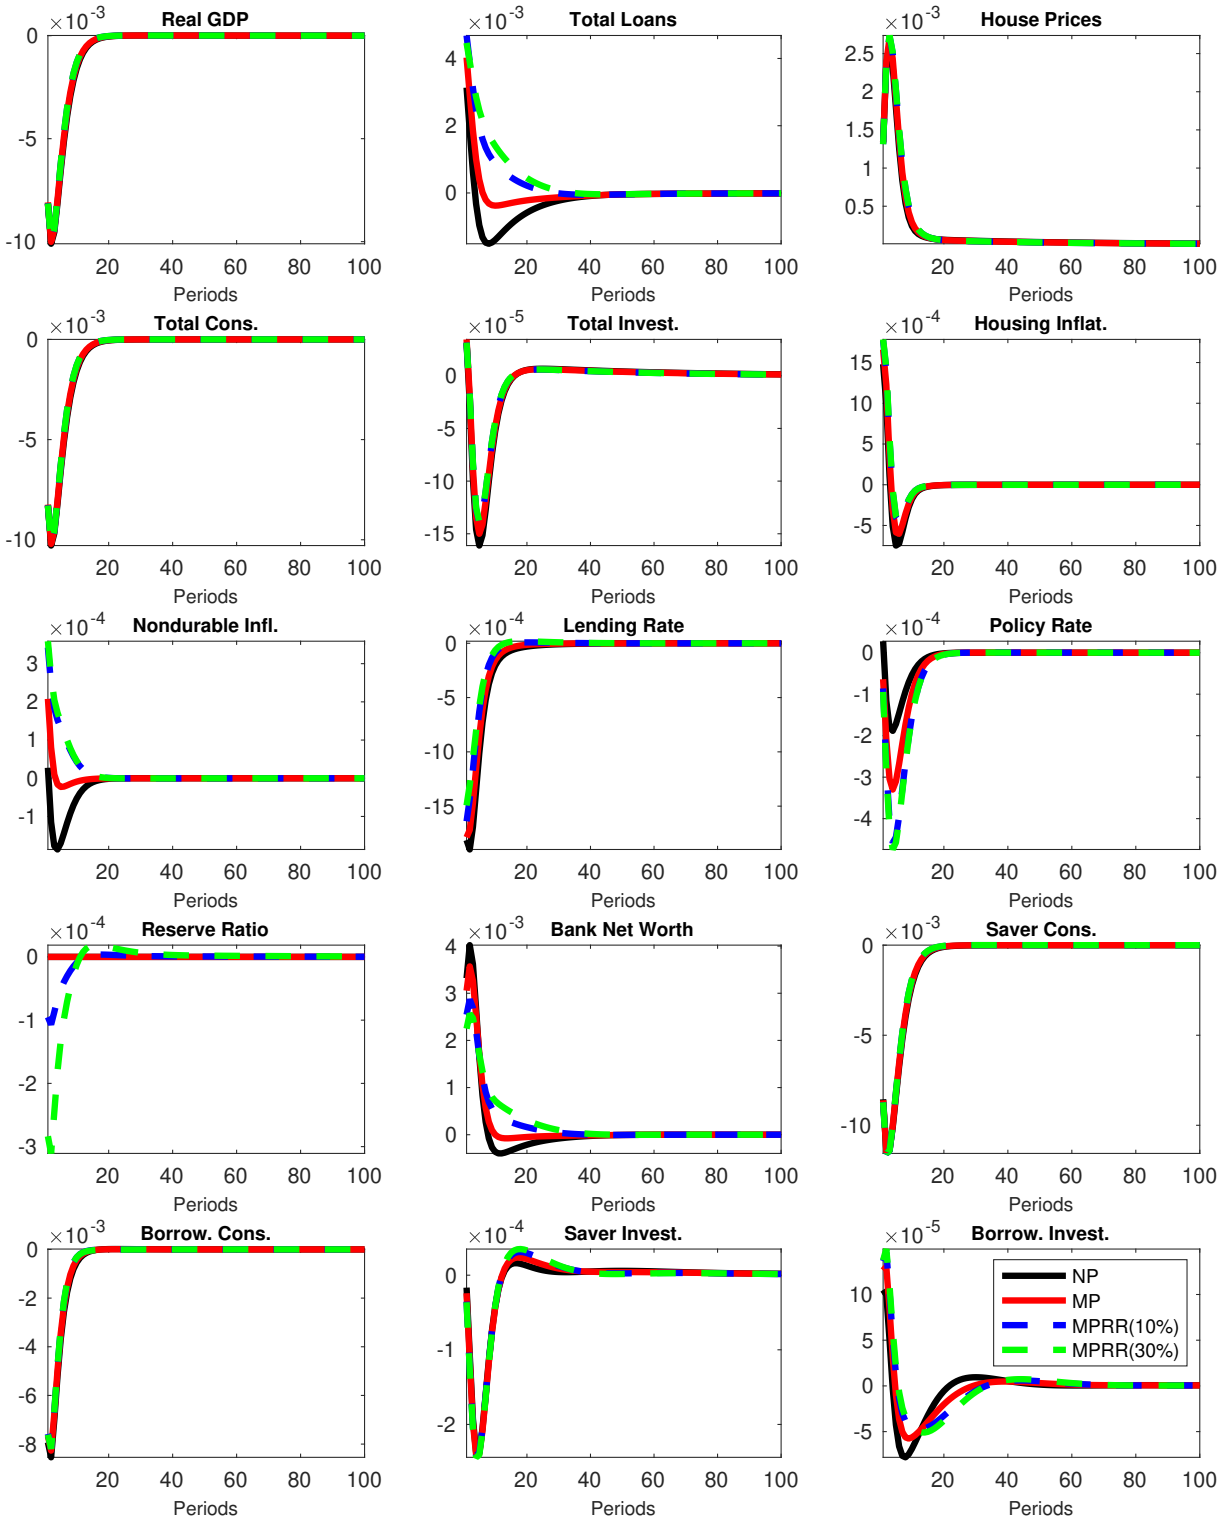 ×10⁻³ Real GDP
0
-5
-10
20 40 60 80 100
Periods
×10⁻³ Total Loans
4
2
0
20 40 60 80 100
Periods
×10⁻³ House Prices
2.5
2
1.5
1
0.5
20 40 60 80 100
Periods
×10⁻³ Total Cons.
0
-5
-10
20 40 60 80 100
Periods
×10⁻⁵ Total Invest.
0
-5
-10
-15
20 40 60 80 100
Periods
×10⁻⁴ Housing Inflat.
15
10
5
0
-5
20 40 60 80 100
Periods
×10⁻⁴ Nondurable Infl.
3
2
1
0
-1
20 40 60 80 100
Periods
×10⁻⁴ Lending Rate
0
-5
-10
-15
20 40 60 80 100
Periods
×10⁻⁴ Policy Rate
0
-1
-2
-3
-4
20 40 60 80 100
Periods
×10⁻⁴ Reserve Ratio
0
-1
-2
-3
20 40 60 80 100
Periods
×10⁻³ Bank Net Worth
4
3
2
1
0
20 40 60 80 100
Periods
×10⁻³ Saver Cons.
0
-5
-10
20 40 60 80 100
Periods
×10⁻³ Borrow. Cons.
0
-2
-4
-6
-8
20 40 60 80 100
Periods
×10⁻⁴ Saver Invest.
0
-1
-2
20 40 60 80 100
Periods
×10⁻⁵ Borrow. Invest.
10
5
0
-5
NP
MP
MPRR(10%)
MPRR(30%)
20 40 60 80 100
Periods